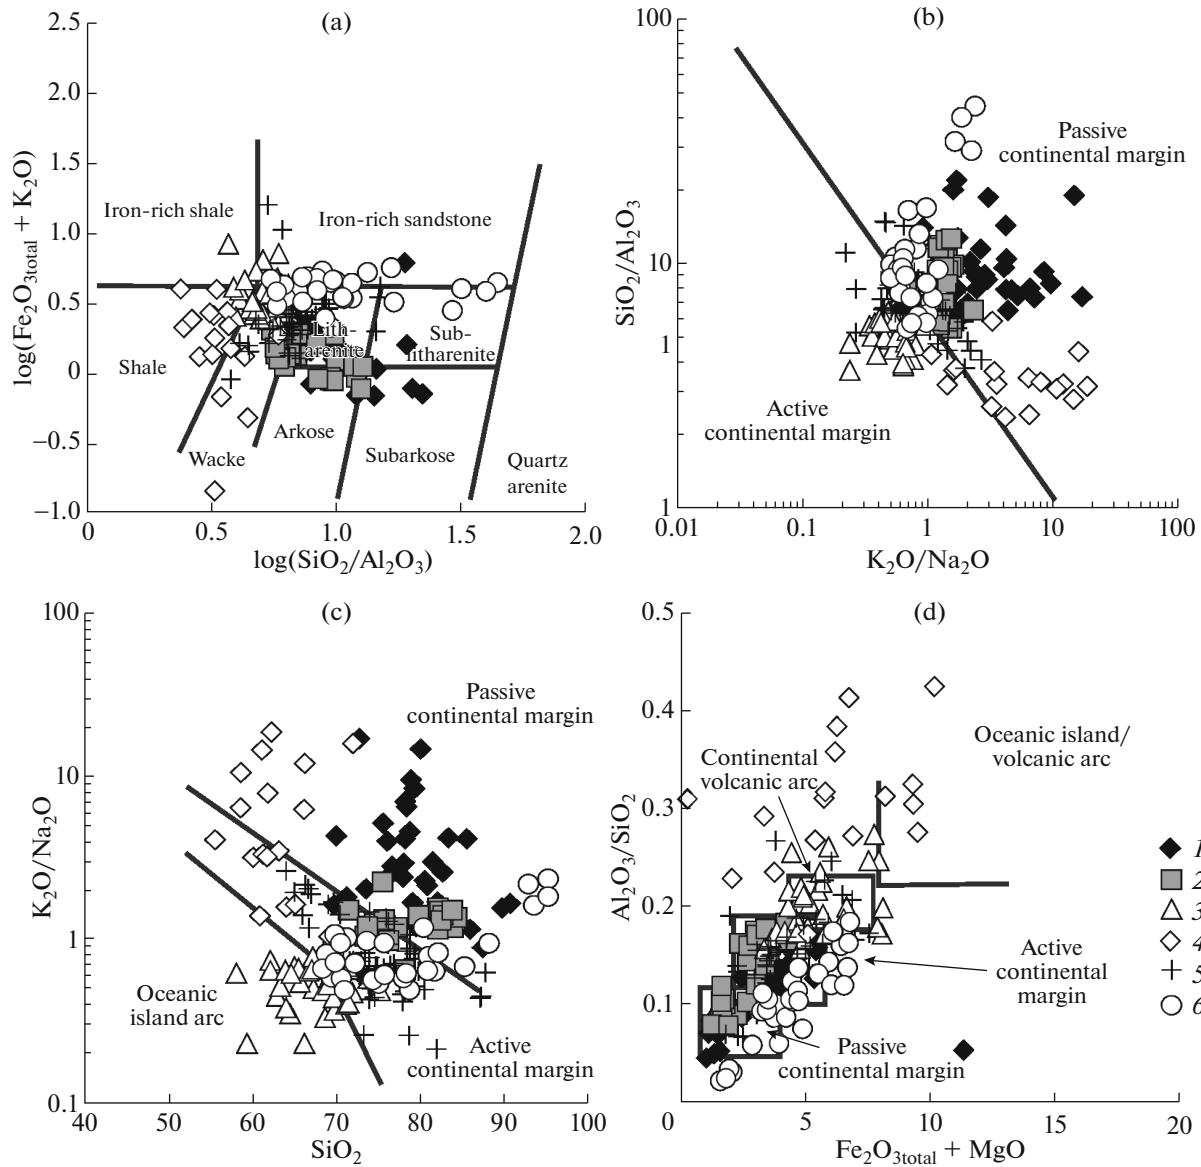 (a)
log(Fe₂O₃total + K₂O)
2.5
2.0
1.5
1.0
0.5
0
–0.5
–1.0
Iron-rich shale
Iron-rich sandstone
Shale
Lith-
arenite
Sub-
litharenite
Wacke
Arkose
Subarkose
Quartz
arenite
0
0.5
1.0
1.5
2.0
log(SiO₂/Al₂O₃)
(b)
SiO₂/Al₂O₃
100
10
1
1
Passive
continental margin
Active
continental margin
0.01
0.1
1
10
100
K₂O/Na₂O
(c)
K₂O/Na₂O
100
10
1
0.1
Passive
continental margin
Oceanic
island arc
Active
continental margin
40
50
60
70
80
90
100
SiO₂
(d)
Al₂O₃/SiO₂
0.5
0.4
0.3
0.2
0.1
0
Continental
volcanic arc
Oceanic island/
volcanic arc
Active
continental
margin
Passive
continental margin
5
10
15
20
Fe₂O₃total + MgO
1
2
3
4
5
6